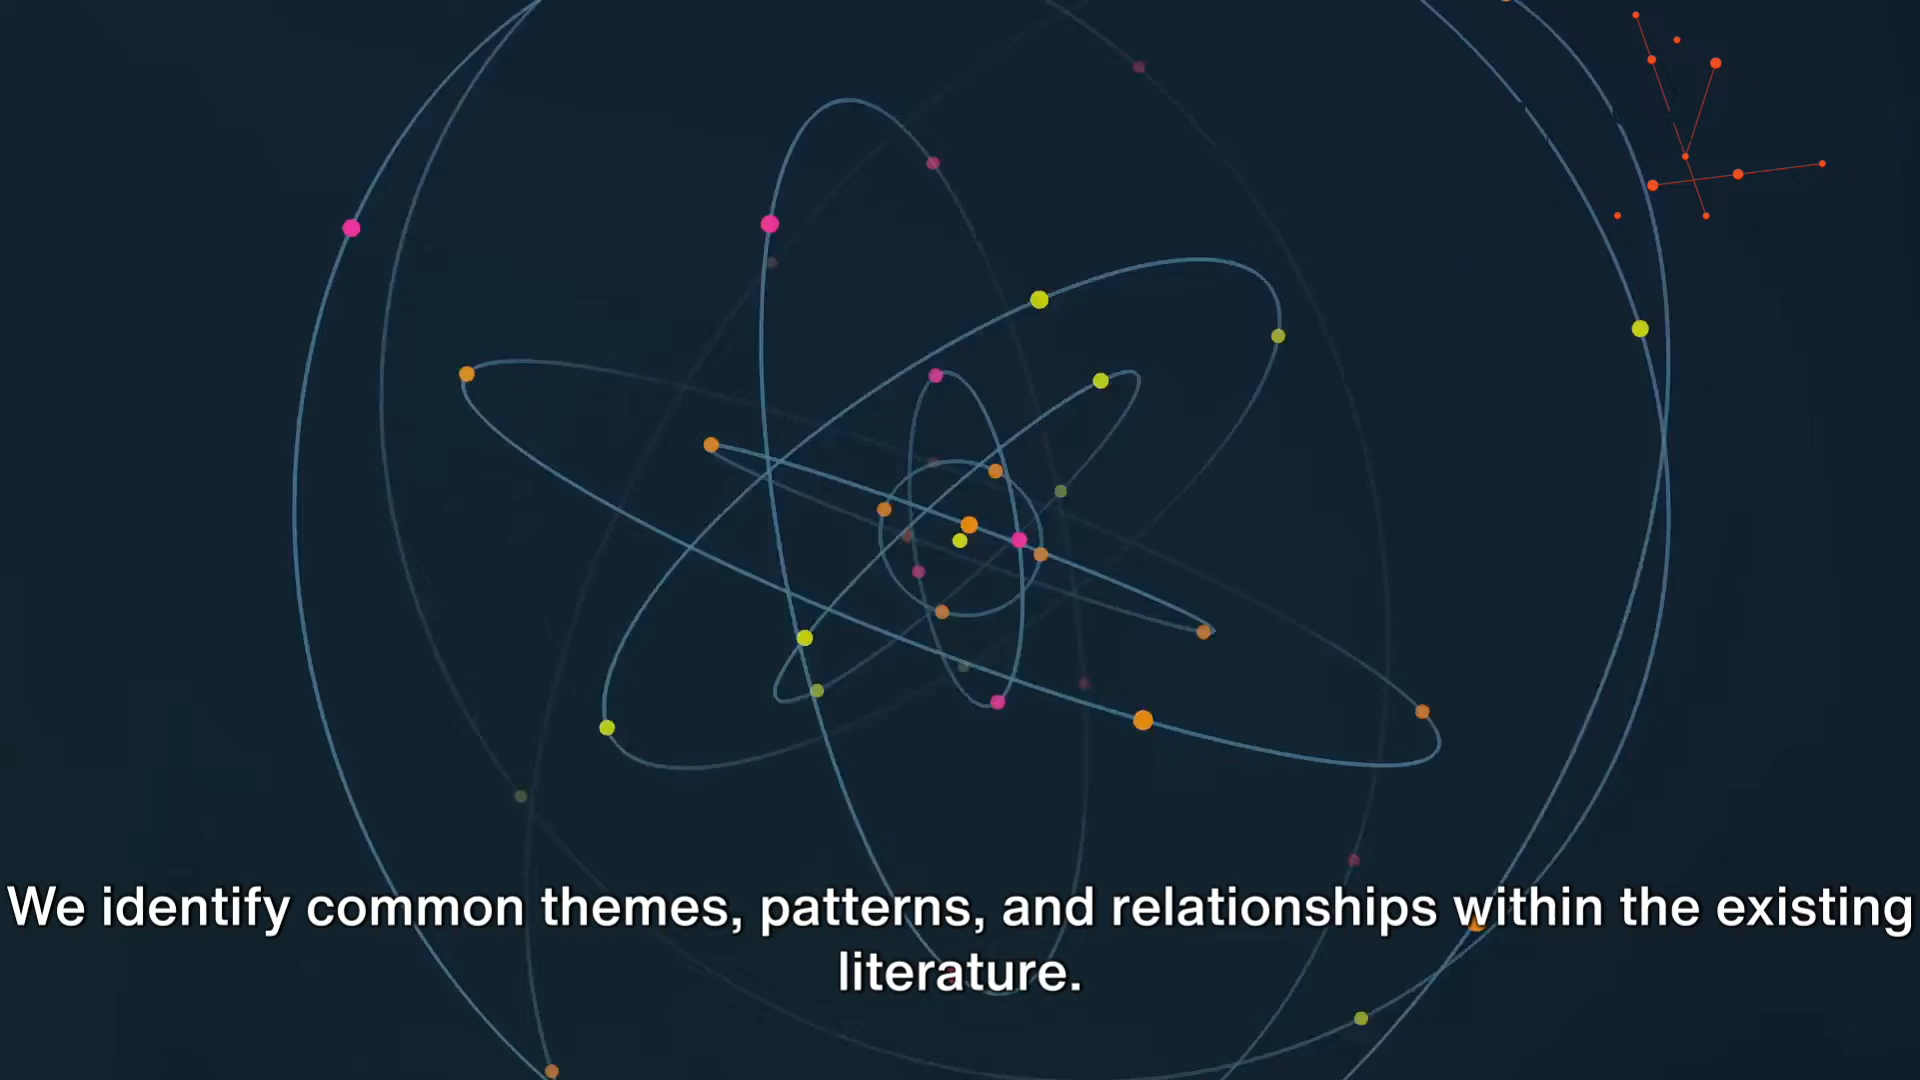 We identify common themes, patterns, and relationships within the existing
literature.